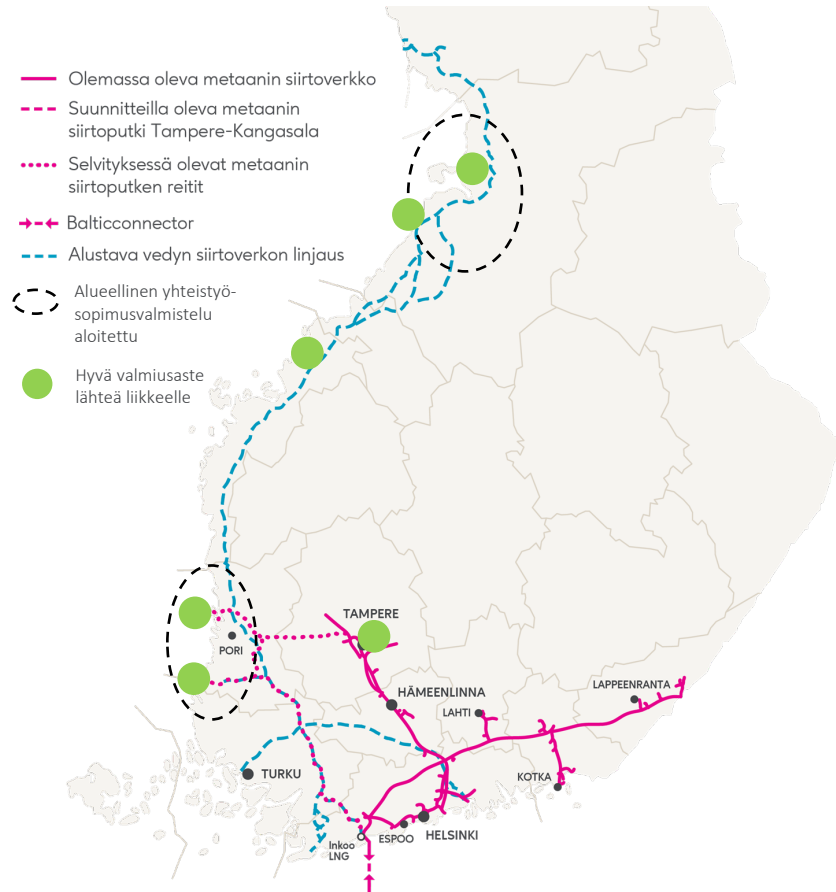 Olemassa oleva metaanin siirtoverkko
Suunnitteilla oleva metaanin
siirtoputki Tampere-Kangasala
Selvityksessä olevat metaanin
siirtoputken reitit
Balticconnector
Alustava vedyn siirtoverkon linjaus
Alueellinen yhteistyö-
sopimusvalmistelu
aloitettu
Hyvä valmiusaste
lähteä liikkeelle
TAMPERE
PORI
HÄMEENLINNA
LAHTI
LAPPEENRANTA
TURKU
KOTKA
Inkoo
LNG
ESPOO
HELSINKI